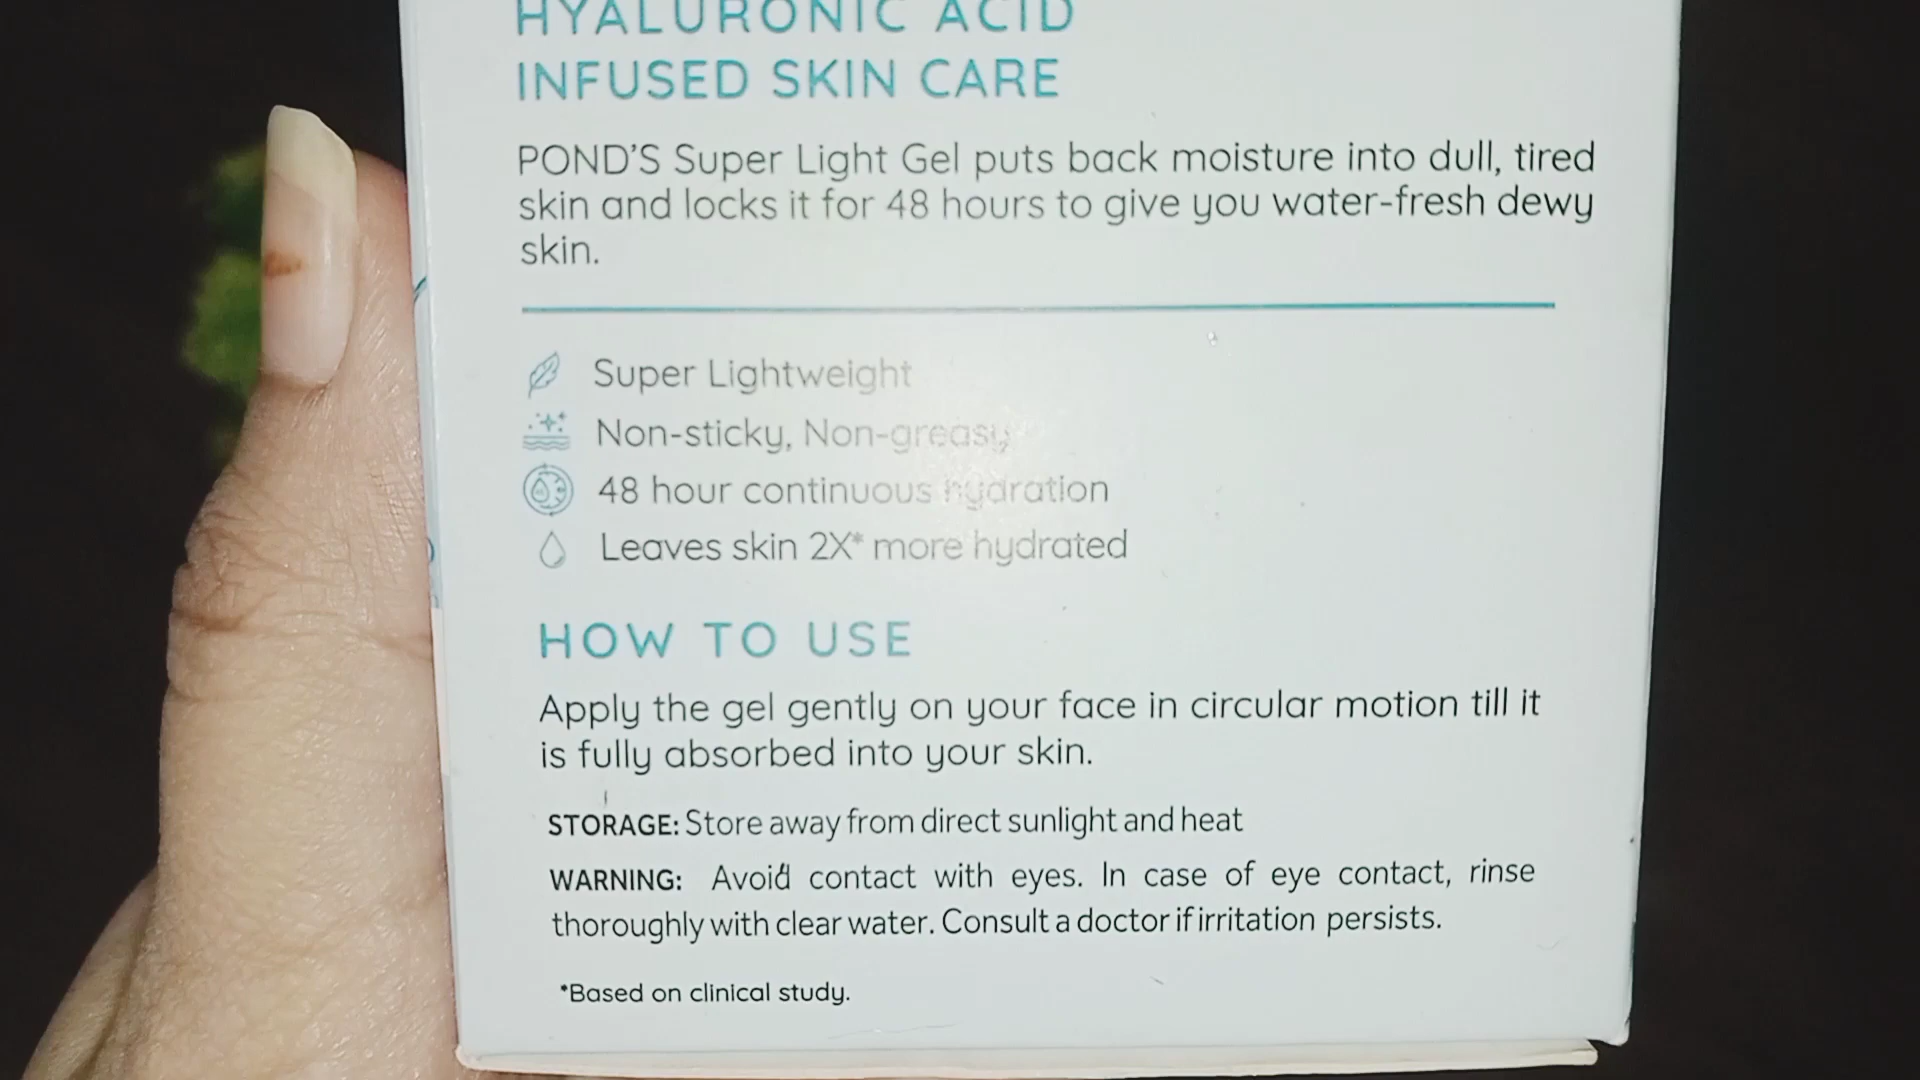 HYALURONIC ACID
INFUSED SKIN CARE
POND'S Super Light Gel puts back moisture into dull, tired
skin and locks it for 48 hours to give you water-fresh dewy
skin.
Super Lightweight
Non-sticky, Non-greasy
48 hour continuous hydration
Leaves skin 2X* more hydrated
HOW TO USE
Apply the gel gently on your face in circular motion till it
is fully absorbed into your skin.
STORAGE: Store away from direct sunlight and heat
WARNING: Avoid contact with eyes. In case of eye contact, rinse
thoroughly with clear water. Consult a doctor if irritation persists.
*Based on clinical study.